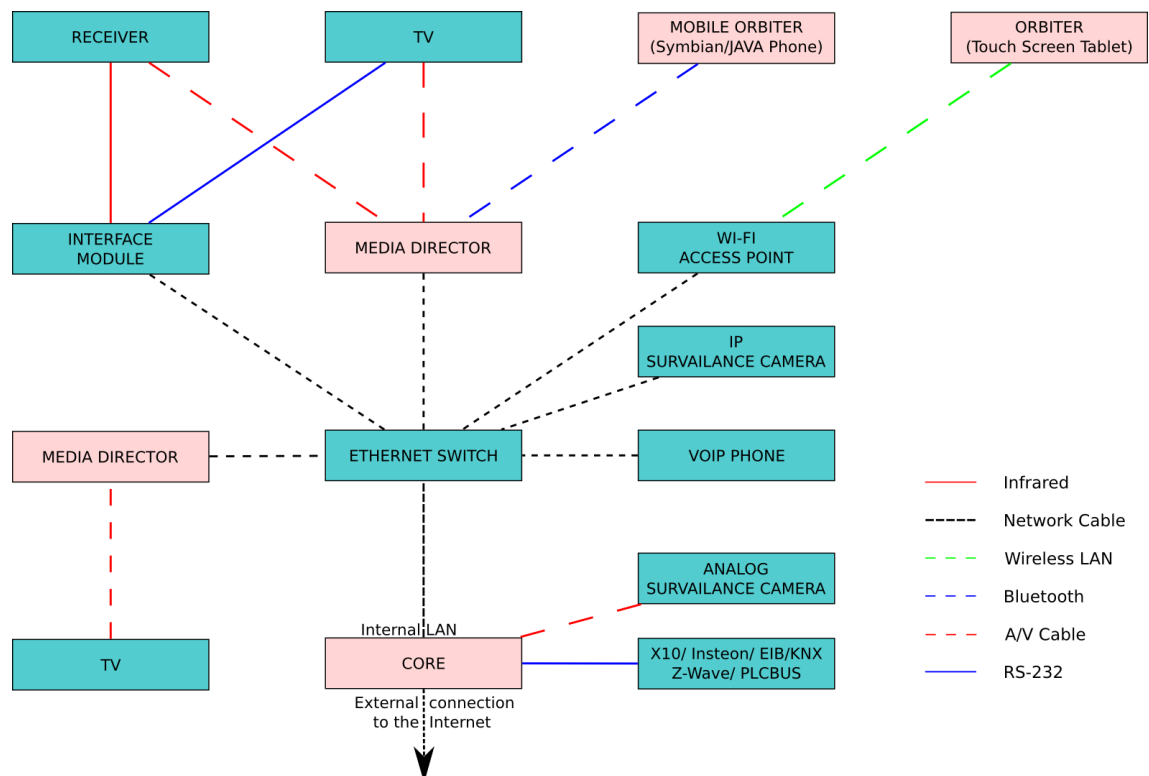 RECEIVER
TV
MOBILE ORBITER
(Symbian/JAVA Phone)
ORBITER
(Touch Screen Tablet)
INTERFACE
MODULE
MEDIA DIRECTOR
WI-FI
ACCESS POINT
IP
SURVAILANCE CAMERA
MEDIA DIRECTOR
ETHERNET SWITCH
VOIP PHONE
Infrared
Network Cable
Wireless LAN
Bluetooth
A/V Cable
RS-232
ANALOG
SURVAILANCE CAMERA
Internal LAN
TV
CORE
X10/ Insteon/ EIB/KNX
Z-Wave/ PLCBUS
External connection
to the Internet